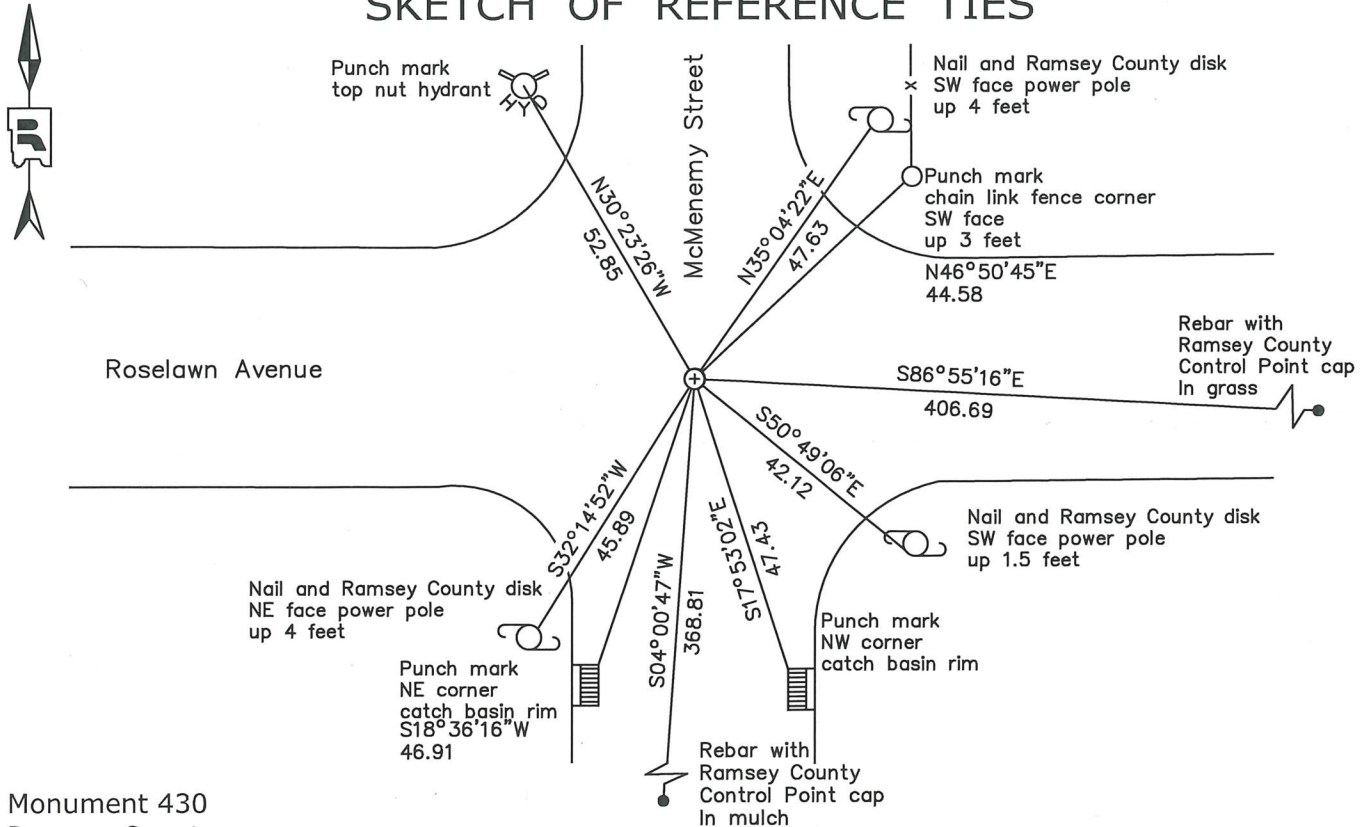 SKETCH OF REFERENCE TIES
Punch mark
top nut hydrant
HYD
R
McMenemy Street
Nail and Ramsey County disk
SW face power pole
up 4 feet
Punch mark
chain link fence corner
SW face
up 3 feet
N46°50'45"E
44.58
N30°23'26"W
52.85
N35°04'22"E
47.63
Roselawn Avenue
Rebar with
Ramsey County
Control Point cap
In grass
S86°55'16"E
406.69
S50°49'06"E
42.12
Nail and Ramsey County disk
SW face power pole
up 1.5 feet
S32°14'52"W
45.89
S04°00'47"W
368.81
S17°53'02"E
47.43
Nail and Ramsey County disk
NE face power pole
up 4 feet
Punch mark
NE corner
catch basin rim
S18°36'16"W
46.91
Punch mark
NW corner
catch basin rim
Rebar with
Ramsey County
Control Point cap
In mulch
Monument 430